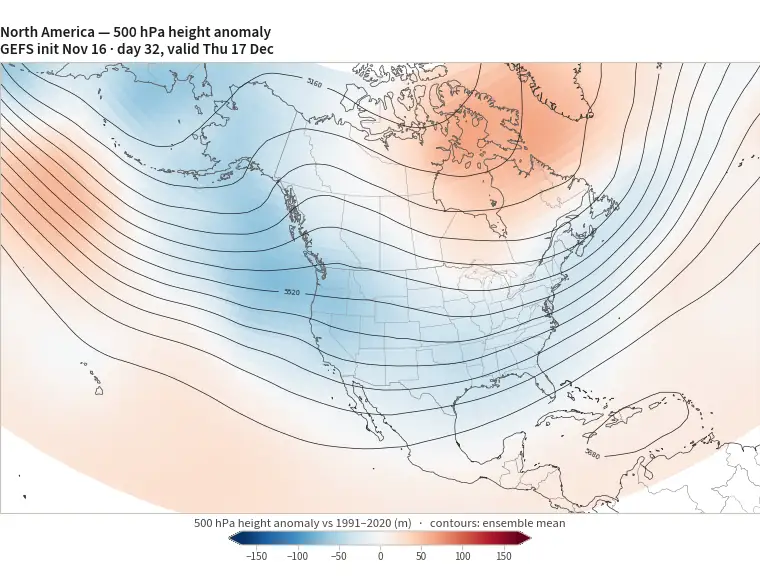 North America — 500 hPa height anomaly
GEFS init Nov 16 · day 32, valid Thu 17 Dec
5160
5520
5880
500 hPa height anomaly vs 1991–2020 (m) · contours: ensemble mean
−150 −100 −50 0 50 100 150